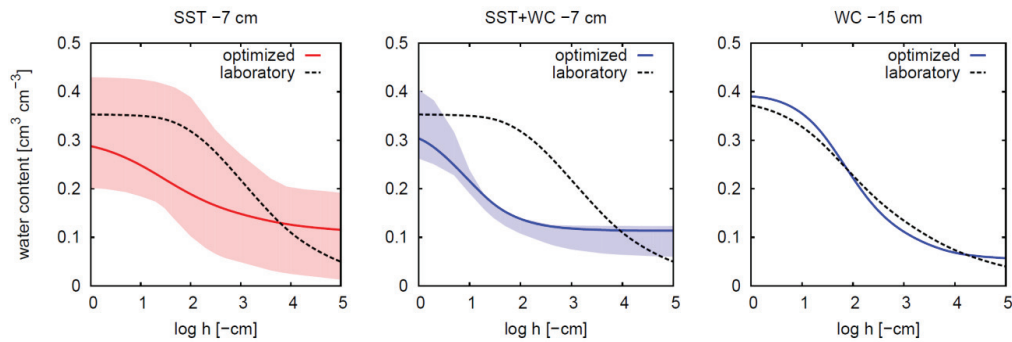 SST −7 cm
SST+WC −7 cm
WC −15 cm
water content [cm³ cm⁻³]
0.5
0.4
0.3
0.2
0.1
0
optimized
laboratory
0 1 2 3 4 5
log h [−cm]
0.5
0.4
0.3
0.2
0.1
0
optimized
laboratory
0 1 2 3 4 5
log h [−cm]
0.5
0.4
0.3
0.2
0.1
0
optimized
laboratory
0 1 2 3 4 5
log h [−cm]